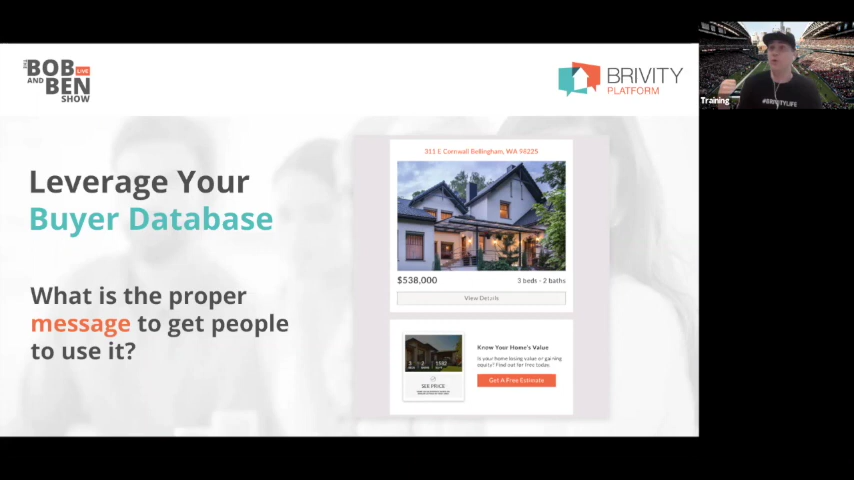 THE
BOB LIVE
AND BEN
SHOW
BRIVITY
PLATFORM
Training
#BRIVITYLIFE
Leverage Your
Buyer Database
What is the proper
message to get people
to use it?
311 E Cornwall Bellingham, WA 98225
$538,000
3 beds - 2 baths
View Details
Know Your Home's Value
Is your home losing value or gaining
equity? Find out for free today.
Get A Free Estimate
3 2 1582
SEE PRICE